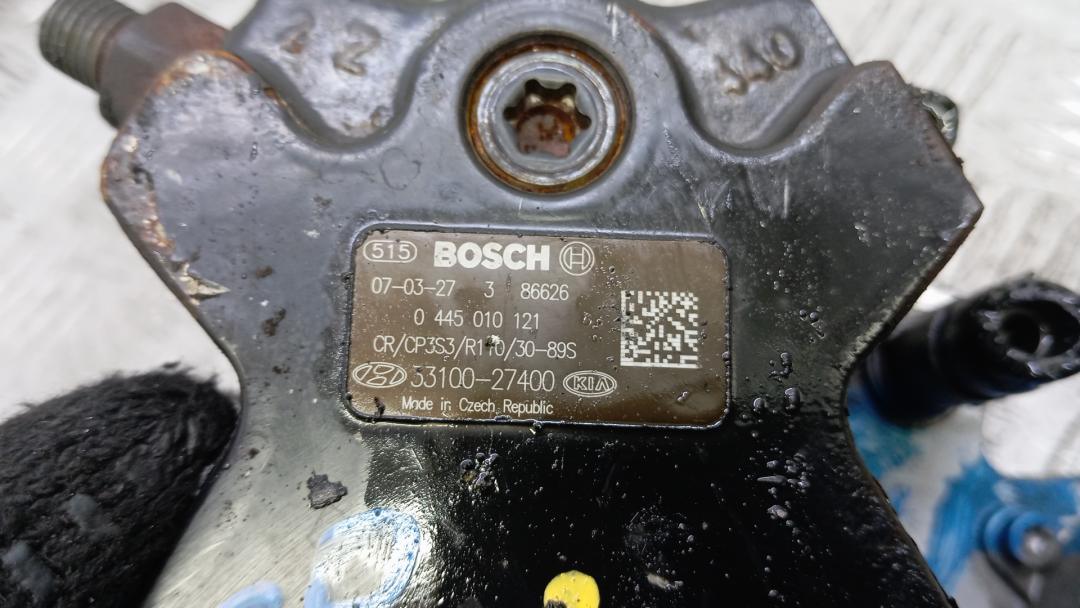 515 BOSCH
07-03-27 3 86626
0 445 010 121
CR/CP3S3/R110/30-89S
33100-27400 KIA
Made in Czech Republic